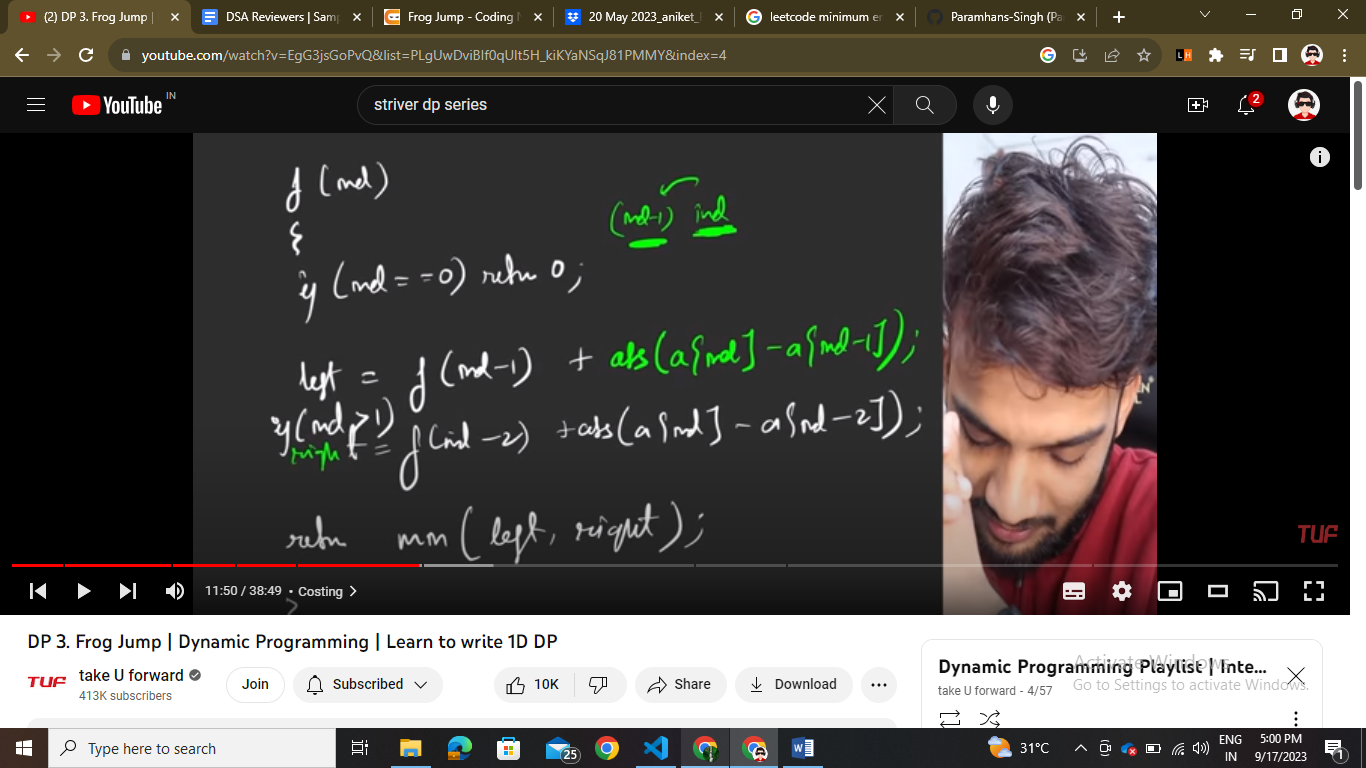 (2) DP 3. Frog Jump |
DSA Reviewers | Samp
Frog Jump - Coding N
20 May 2023_aniket_
leetcode minimum er
Paramhans-Singh (Pa
youtube.com/watch?v=EgG3jsGoPvQ&list=PLgUwDviBIf0qUlt5H_kiKYaNSqJ81PMMY&index=4
YouTube IN
striver dp series
2
f(ind)
{
(ind-1) ind
if (ind==0) return 0;
left = f(ind-1) + abs(a[ind]-a[ind-1]);
if(ind>1)
right = f(ind-2) +abs(a[ind]-a[ind-2]);
return min(left, right);
}
TUF
11:50 / 38:49 • Costing >
DP 3. Frog Jump | Dynamic Programming | Learn to write 1D DP
TUF take U forward
413K subscribers
Join
Subscribed
10K
Share
Download
Dynamic Programming Playlist | Inte...
take U forward - 4/57
Activate Windows
Go to Settings to activate Windows.
Type here to search
25
31°C
ENG
IN
5:00 PM
9/17/2023
1